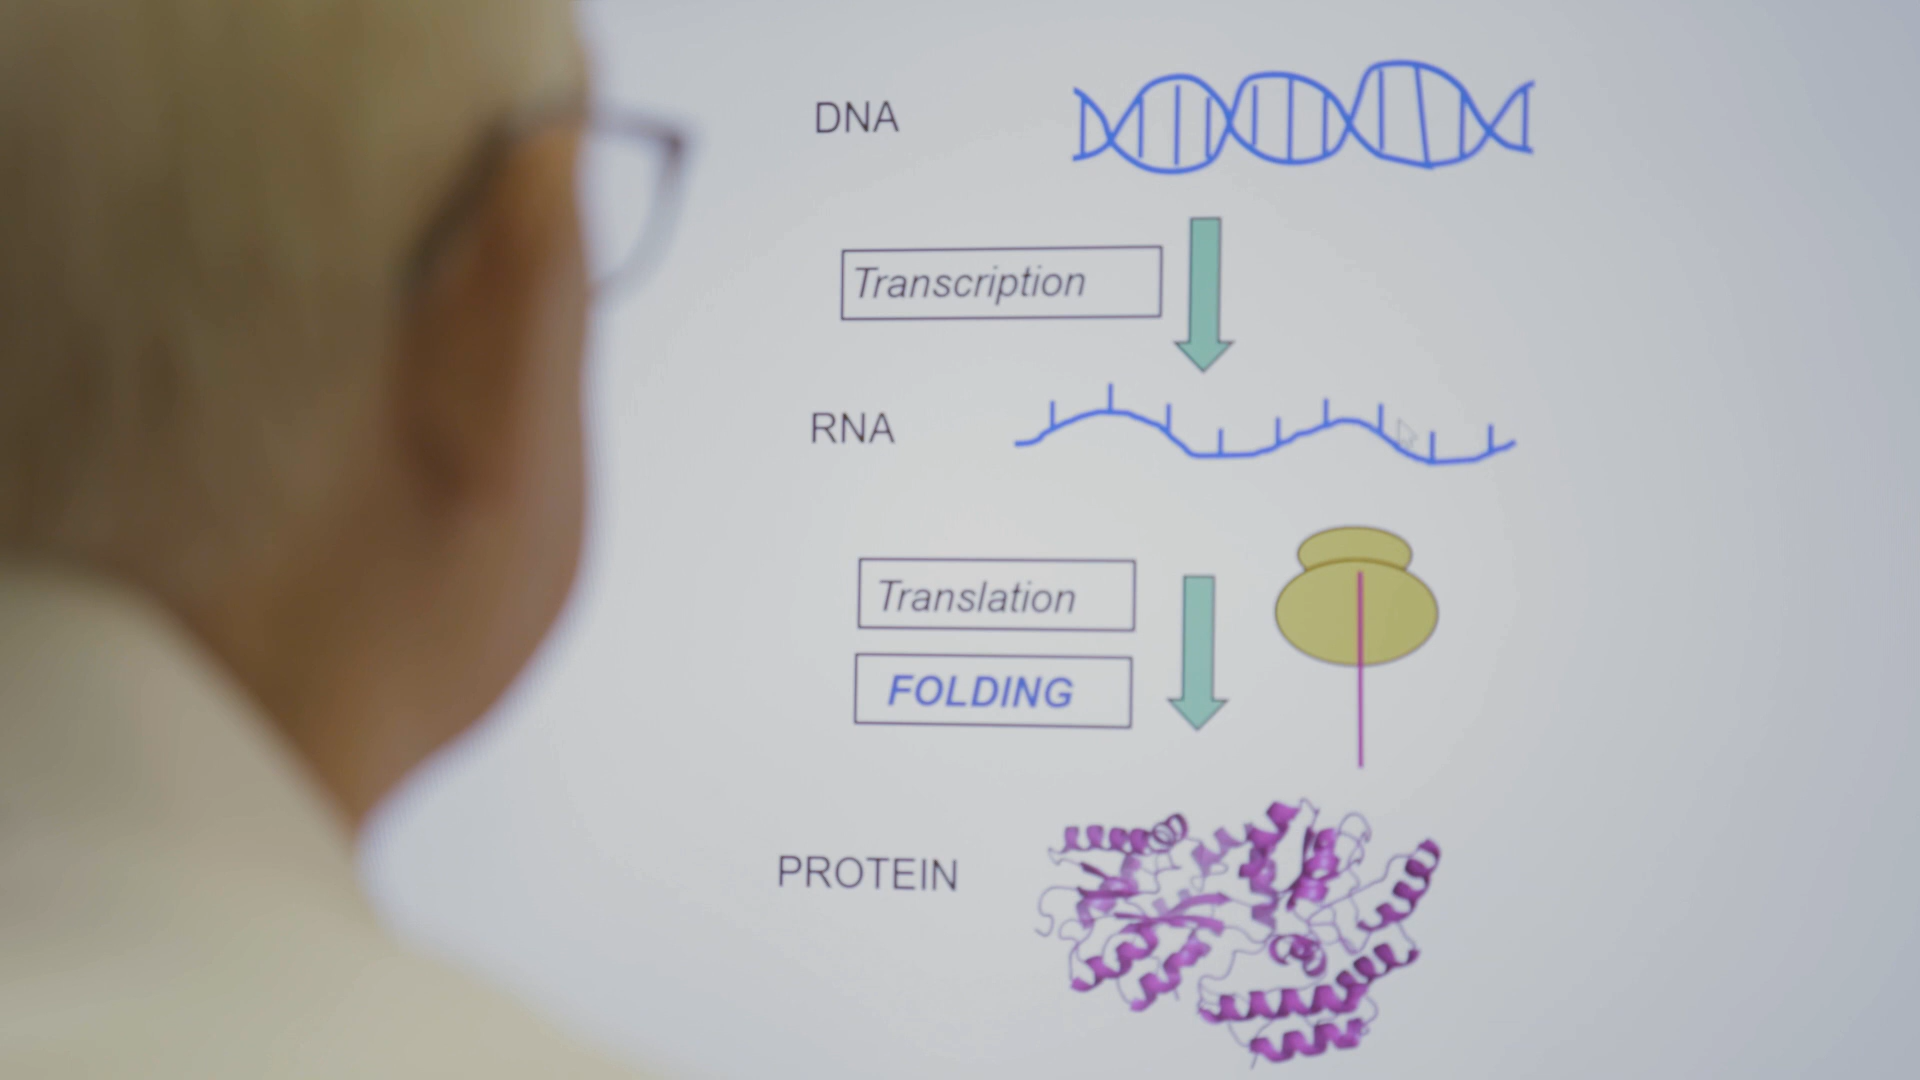 DNA
Transcription
RNA
Translation
FOLDING
PROTEIN